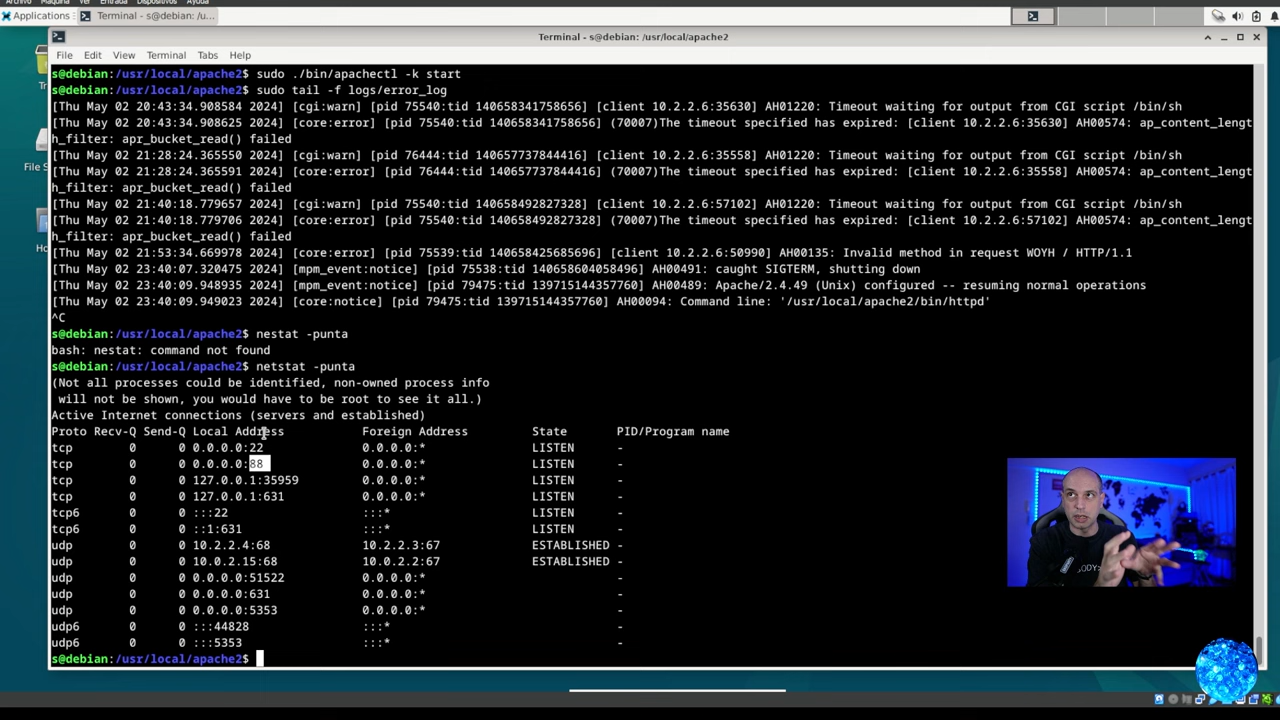 Archivo Máquina Ver Entrada Dispositivos Ayuda
Applications Terminal - s@debian: /u...
Terminal - s@debian: /usr/local/apache2
File Edit View Terminal Tabs Help
s@debian:/usr/local/apache2$ sudo ./bin/apachectl -k start
s@debian:/usr/local/apache2$ sudo tail -f logs/error_log
[Thu May 02 20:43:34.908584 2024] [cgi:warn] [pid 75540:tid 140658341758656] [client 10.2.2.6:35630] AH01220: Timeout waiting for output from CGI script /bin/sh
[Thu May 02 20:43:34.908625 2024] [core:error] [pid 75540:tid 140658341758656] (70007)The timeout specified has expired: [client 10.2.2.6:35630] AH00574: ap_content_lengt
h_filter: apr_bucket_read() failed
[Thu May 02 21:28:24.365550 2024] [cgi:warn] [pid 76444:tid 140657737844416] [client 10.2.2.6:35558] AH01220: Timeout waiting for output from CGI script /bin/sh
[Thu May 02 21:28:24.365591 2024] [core:error] [pid 76444:tid 140657737844416] (70007)The timeout specified has expired: [client 10.2.2.6:35558] AH00574: ap_content_lengt
h_filter: apr_bucket_read() failed
[Thu May 02 21:40:18.779657 2024] [cgi:warn] [pid 75540:tid 140658492827328] [client 10.2.2.6:57102] AH01220: Timeout waiting for output from CGI script /bin/sh
[Thu May 02 21:40:18.779706 2024] [core:error] [pid 75540:tid 140658492827328] (70007)The timeout specified has expired: [client 10.2.2.6:57102] AH00574: ap_content_lengt
h_filter: apr_bucket_read() failed
[Thu May 02 21:53:34.669978 2024] [core:error] [pid 75539:tid 140658425685696] [client 10.2.2.6:50990] AH00135: Invalid method in request WOYH / HTTP/1.1
[Thu May 02 23:40:07.320475 2024] [mpm_event:notice] [pid 75538:tid 140658604058496] AH00491: caught SIGTERM, shutting down
[Thu May 02 23:40:09.948935 2024] [mpm_event:notice] [pid 79475:tid 139715144357760] AH00489: Apache/2.4.49 (Unix) configured -- resuming normal operations
[Thu May 02 23:40:09.949023 2024] [core:notice] [pid 79475:tid 139715144357760] AH00094: Command line: '/usr/local/apache2/bin/httpd'
^C
s@debian:/usr/local/apache2$ nestat -punta
bash: nestat: command not found
s@debian:/usr/local/apache2$ netstat -punta
(Not all processes could be identified, non-owned process info
will not be shown, you would have to be root to see it all.)
Active Internet connections (servers and established)
Proto Recv-Q Send-Q Local Address Foreign Address State PID/Program name
tcp 0 0 0.0.0.0:22 0.0.0.0:* LISTEN -
tcp 0 0 0.0.0.0:88 0.0.0.0:* LISTEN -
tcp 0 0 127.0.0.1:35959 0.0.0.0:* LISTEN -
tcp 0 0 127.0.0.1:631 0.0.0.0:* LISTEN -
tcp6 0 0 :::22 :::* LISTEN -
tcp6 0 0 ::1:631 :::* LISTEN -
udp 0 0 10.2.2.4:68 10.2.2.3:67 ESTABLISHED -
udp 0 0 10.0.2.15:68 10.0.2.2:67 ESTABLISHED -
udp 0 0 0.0.0.0:51522 0.0.0.0:* -
udp 0 0 0.0.0.0:631 0.0.0.0:* -
udp 0 0 0.0.0.0:5353 0.0.0.0:* -
udp6 0 0 :::44828 :::* -
udp6 0 0 :::5353 :::* -
s@debian:/usr/local/apache2$